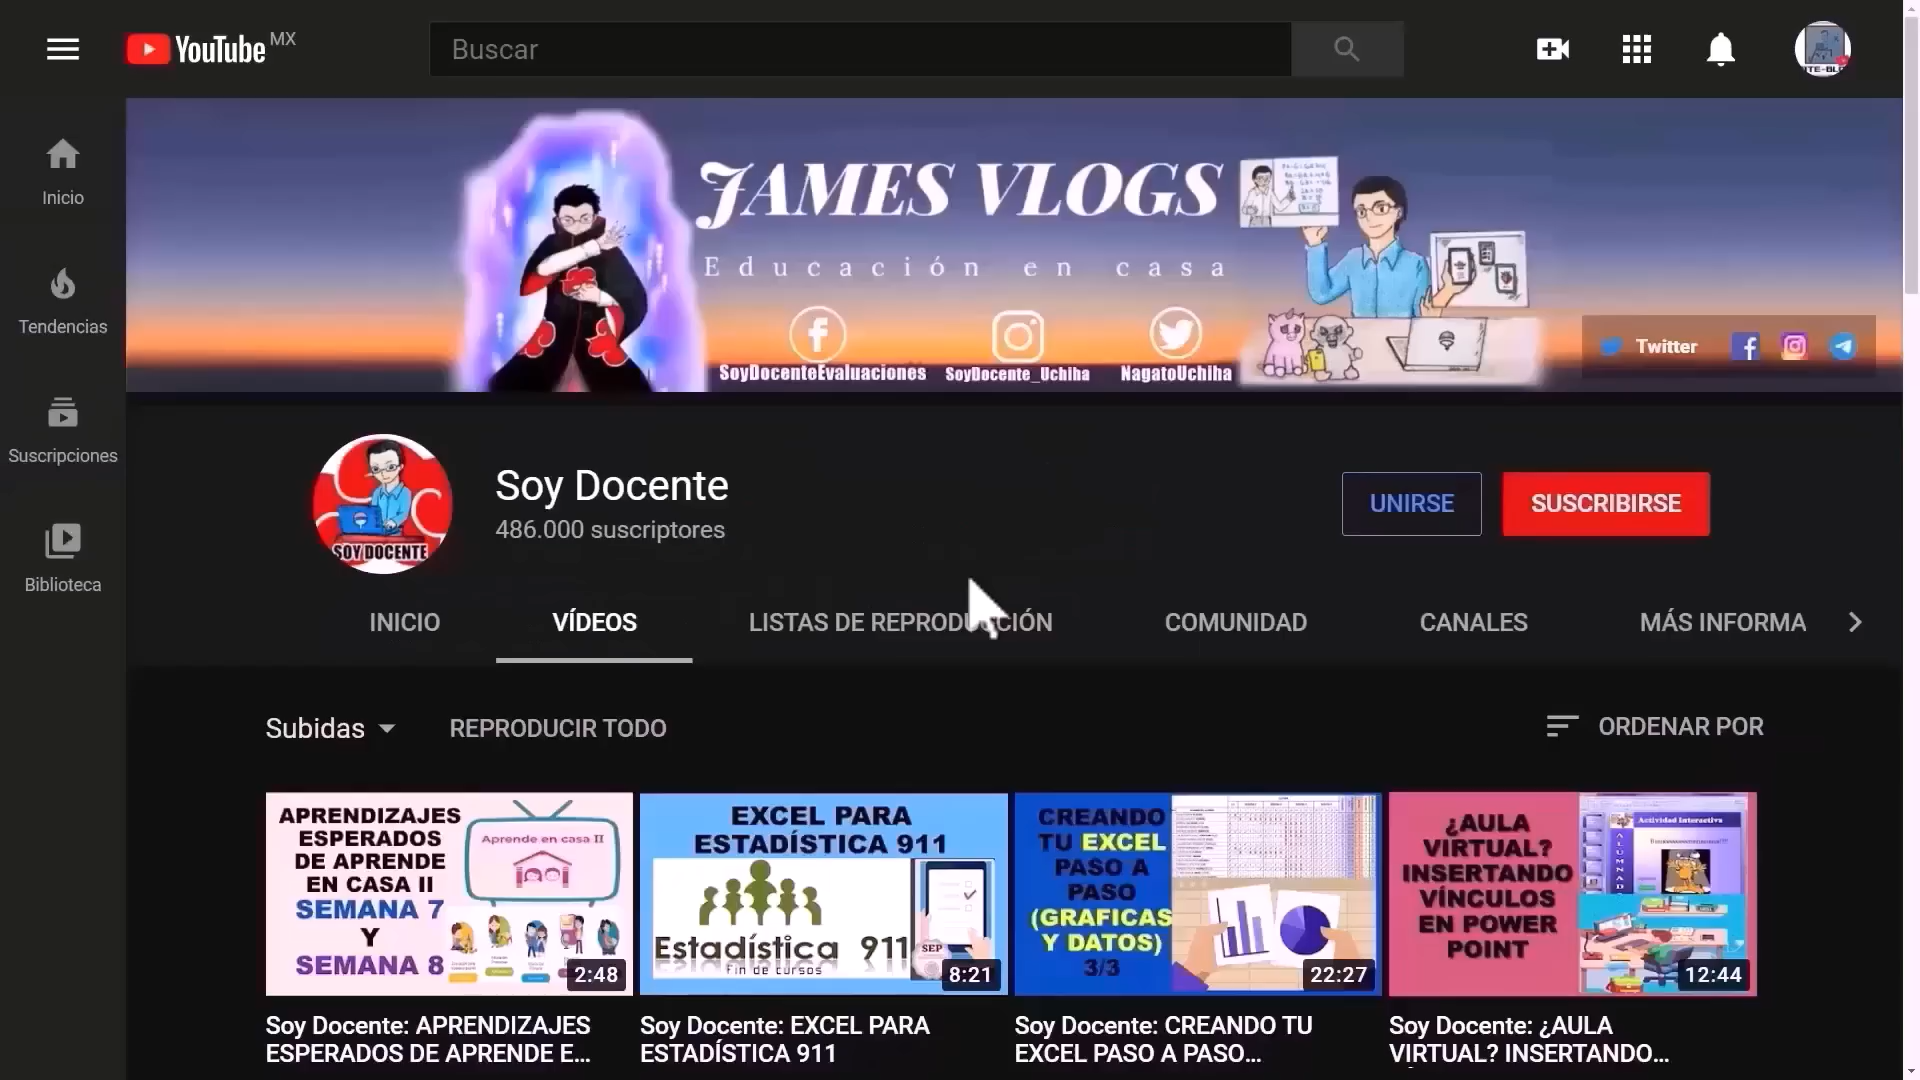 YouTube MX
Buscar
Inicio
Tendencias
Suscripciones
Biblioteca
JAMES VLOGS
Educación en casa
SoyDocenteEvaluaciones
SoyDocente_Uchiha
NagatoUchiha
Twitter
SOY DOCENTE
Soy Docente
486.000 suscriptores
UNIRSE
SUSCRIBIRSE
INICIO
VÍDEOS
LISTAS DE REPRODUCCIÓN
COMUNIDAD
CANALES
MÁS INFORMA
Subidas
REPRODUCIR TODO
ORDENAR POR
APRENDIZAJES
ESPERADOS
DE APRENDE
EN CASA II
SEMANA 7
Y
SEMANA 8
Aprende en casa II
2:48
EXCEL PARA
ESTADÍSTICA 911
Estadística 911
Fin de cursos
SEP
8:21
CREANDO
TU EXCEL
PASO A
PASO
(GRAFICAS
Y DATOS)
3/3
22:27
¿AULA
VIRTUAL?
INSERTANDO
VÍNCULOS
EN POWER
POINT
Actividad Interactiva
ALUMNAD
12:44
Soy Docente: APRENDIZAJES
ESPERADOS DE APRENDE E...
Soy Docente: EXCEL PARA
ESTADÍSTICA 911
Soy Docente: CREANDO TU
EXCEL PASO A PASO...
Soy Docente: ¿AULA
VIRTUAL? INSERTANDO...